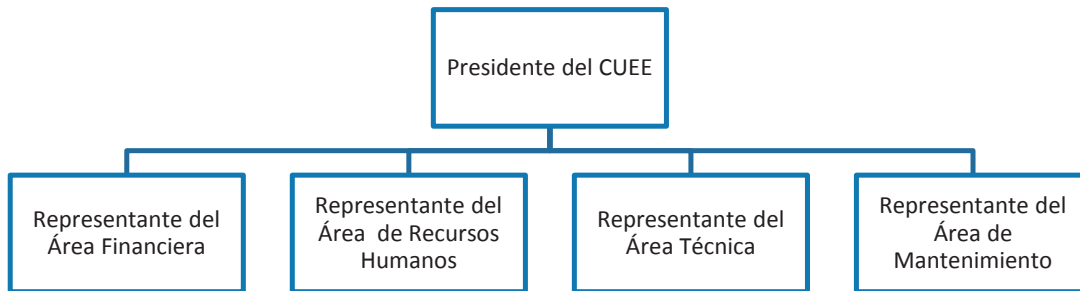 Presidente del CUEE
Representante del
Área Financiera
Representante del
Área de Recursos
Humanos
Representante del
Área Técnica
Representante del
Área de
Mantenimiento